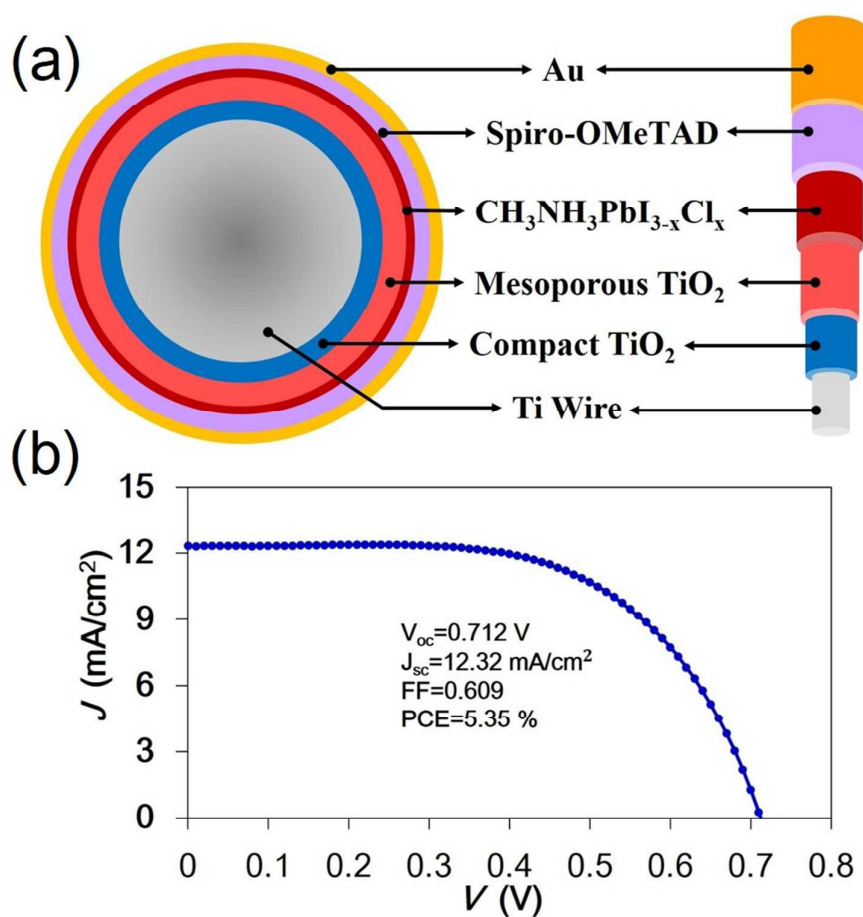 (a)
Au
Spiro-OMeTAD
CH₃NH₃PbI₃₋ₓClₓ
Mesoporous TiO₂
Compact TiO₂
Ti Wire
(b)
15
12
9
6
3
0
J (mA/cm²)
V_oc=0.712 V
J_sc=12.32 mA/cm²
FF=0.609
PCE=5.35 %
0 0.1 0.2 0.3 0.4 0.5 0.6 0.7 0.8
V (V)